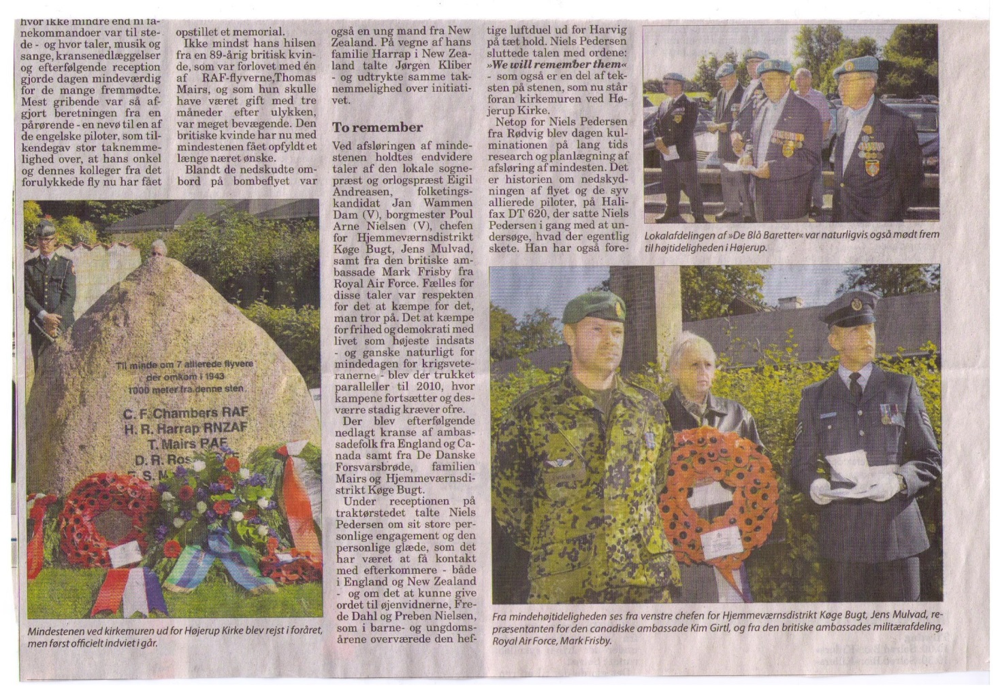 hvor ikke mindre end ni fa-
nekommandoer var til ste-
de - og hvor taler, musik og
sange, kransenedlæggelser
og efterfølgende reception
gjorde dagen mindeværdig
for de mange fremmødte.
Mest gribende var så af-
gjort beretningen fra en
pårørende - en nevø til en af
de engelske piloter, som til-
kendegav stor taknemme-
lighed over, at hans onkel
og dennes kolleger fra det
forulykkede fly nu har fået
opstillet et memorial.
Ikke mindst hans hilsen
fra en 89-årig britisk kvin-
de, som var forlovet med én
af RAF-flyverne,Thomas
Mairs, og som hun skulle
have været gift med tre
måneder efter ulykken,
var meget bevægende. Den
britiske kvinde har nu med
mindestenen fået opfyldt et
længe næret ønske.
Blandt de nedskudte om-
bord på bombeflyet var
også en ung mand fra New
Zealand. På vegne af hans
familie Harrap i New Zea-
land talte Jørgen Kliber
- og udtrykte samme tak-
nemmelighed over initiati-
vet.
To remember
Ved afsløringen af minde-
stenen holdtes endvidere
taler af den lokale sogne-
præst og orlogspræst Eigil
Andreasen, folketings-
kandidat Jan Wammen
Dam (V), borgmester Poul
Arne Nielsen (V), chefen
for Hjemmeværnsdistrikt
Køge Bugt, Jens Mulvad,
samt fra den britiske am-
bassade Mark Frisby fra
Royal Air Force. Fælles for
disse taler var respekten
for det at kæmpe for det,
man tror på. Det at kæmpe
for frihed og demokrati med
livet som højeste indsats
- og ganske naturligt for
mindedagen for krigsvete-
ranerne - blev der trukket
paralleller til 2010, hvor
kampene fortsætter og des-
værre stadig kræver ofre.
Der blev efterfølgende
nedlagt kranse af ambas-
sadefolk fra England og Ca-
nada samt fra De Danske
Forsvarsbrødre, familien
Mairs og Hjemmeværnsdi-
strikt Køge Bugt.
Under receptionen på
traktørstedet talte Niels
Pedersen om sit store per-
sonlige engagement og den
personlige glæde, som det
har været at få kontakt
med efterkommere - både
i England og New Zealand
- og om det at kunne give
ordet til øjenvidnerne, Fre-
de Dahl og Preben Nielsen,
som i barne- og ungdoms-
årene overværede den hef-
tige luftduel ud for Harvig
på tæt hold. Niels Pedersen
sluttede talen med ordene:
»We will remember them«
- som også er en del af tek-
sten på stenen, som nu står
foran kirkemuren ved Hø-
jerup Kirke.
Netop for Niels Pedersen
fra Rødvig blev dagen kul-
minationen på lang tids
research og planlægning af
afsløring af mindesten. Det
er historien om nedskyd-
ningen af flyet og de syv
allierede piloter, på Hali-
fax DT 620, der satte Niels
Pedersen i gang med at un-
dersøge, hvad der egentlig
skete. Han har også fore-
Lokalafdelingen af »De Blå Baretter« var naturligvis også mødt frem
til højtideligheden i Højerup.
Til minde om 7 allierede flyvere
der omkom i 1943
1000 meter fra denne sten
C. F. Chambers RAF
H. R. Harrap RNZAF
T. Mairs RAF
D. R. Ros
Mindestenen ved kirkemuren ud for Højerup Kirke blev rejst i foråret,
men først officielt indviet i går.
Fra mindehøjtideligheden ses fra venstre chefen for Hjemmeværnsdistrikt Køge Bugt, Jens Mulvad, re-
præsentanten for den canadiske ambassade Kim Girtl, og fra den britiske ambassades militærafdeling,
Royal Air Force, Mark Frisby.